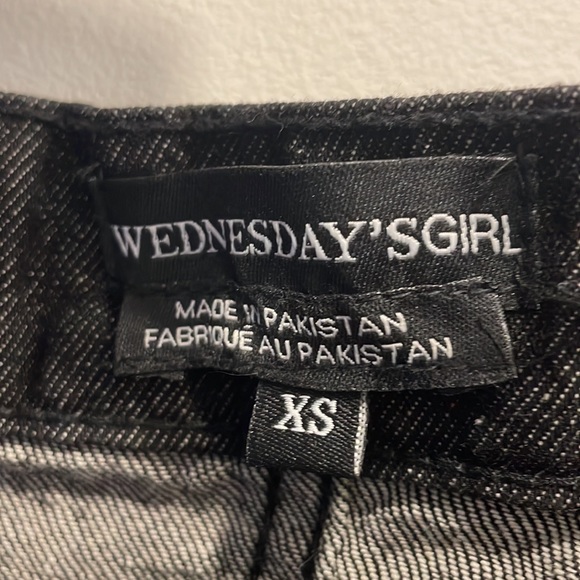 WEDNESDAY'SGIRL
MADE IN PAKISTAN
FABRIQUÉ AU PAKISTAN
XS